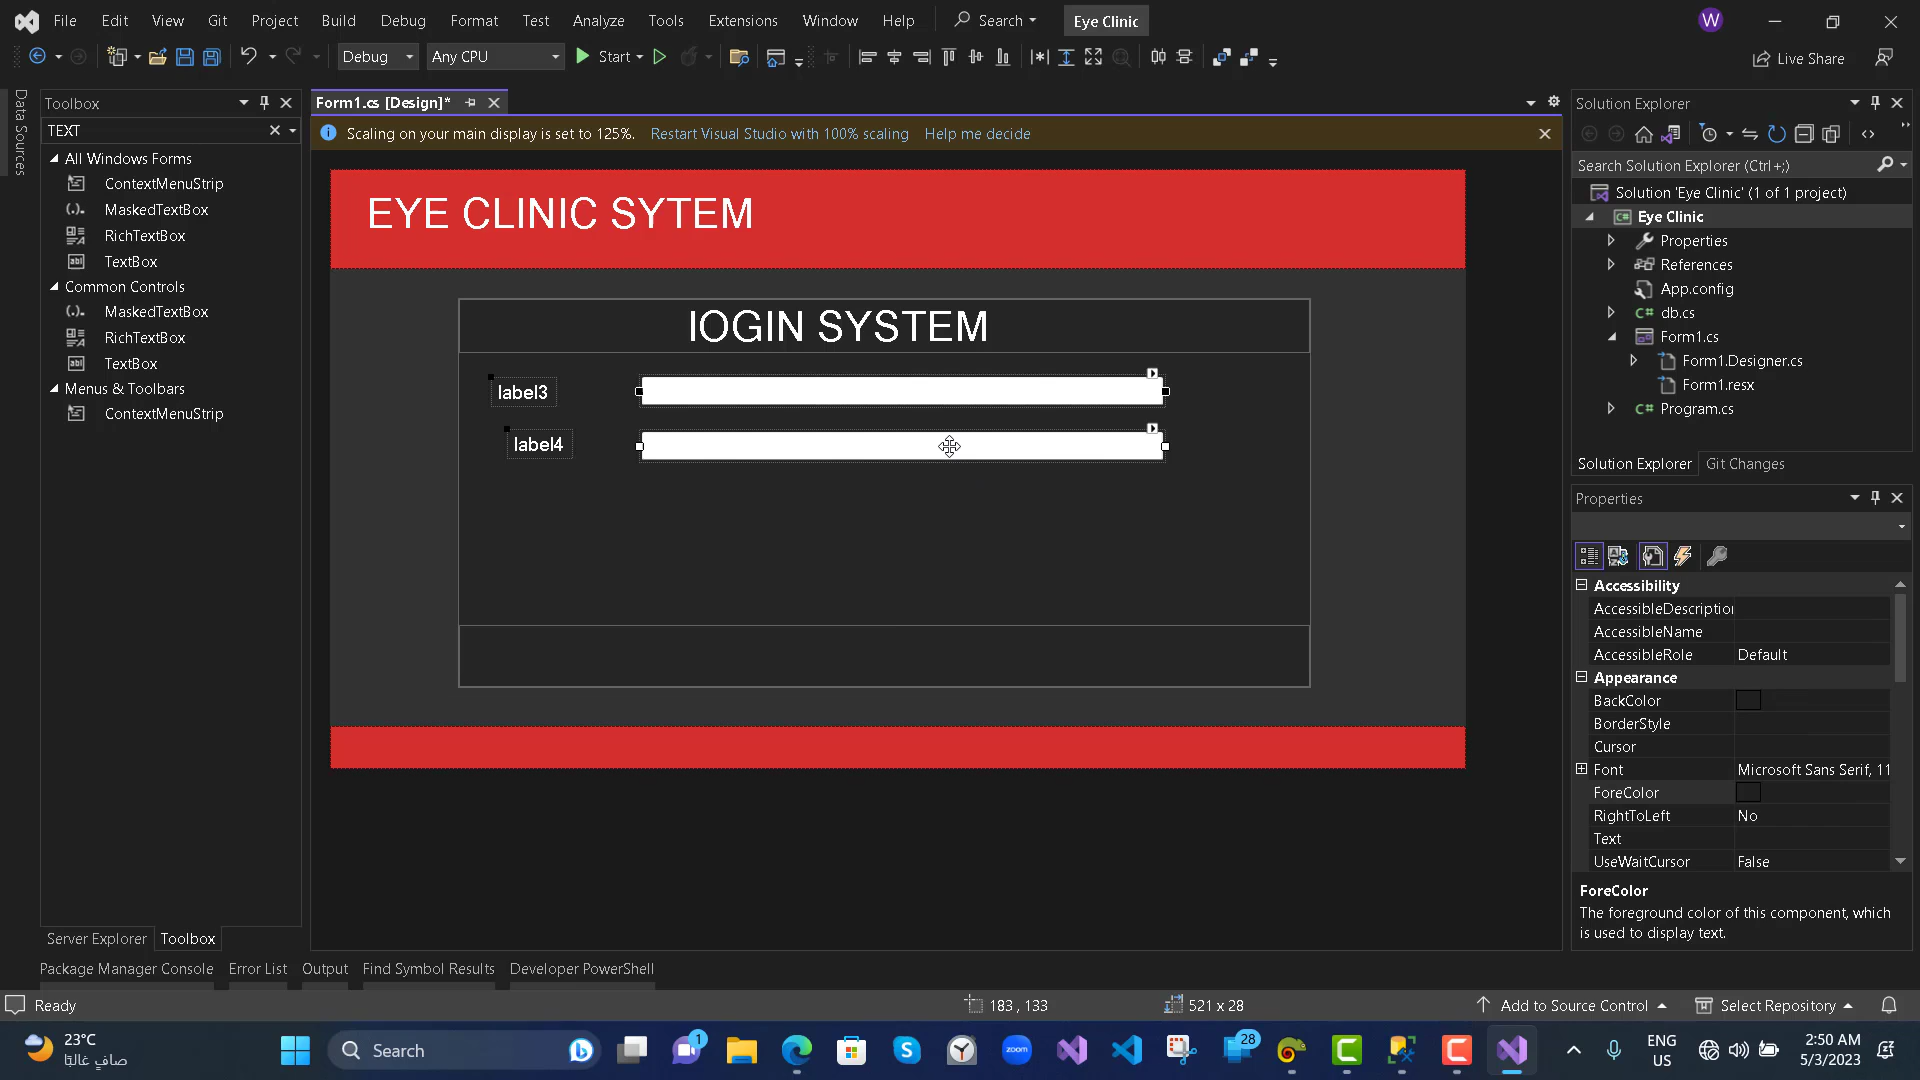 File Edit View Git Project Build Debug Format Test Analyze Tools Extensions Window Help Search Eye Clinic W
Debug Any CPU Start Live Share
Data Sources
Toolbox
TEXT
All Windows Forms
ContextMenuStrip
MaskedTextBox
RichTextBox
TextBox
Common Controls
MaskedTextBox
RichTextBox
TextBox
Menus & Toolbars
ContextMenuStrip
Server Explorer Toolbox
Form1.cs [Design]*
Scaling on your main display is set to 125%. Restart Visual Studio with 100% scaling Help me decide
EYE CLINIC SYTEM
lOGIN SYSTEM
label3
label4
Solution Explorer
Search Solution Explorer (Ctrl+;)
Solution 'Eye Clinic' (1 of 1 project)
Eye Clinic
Properties
References
App.config
db.cs
Form1.cs
Form1.Designer.cs
Form1.resx
Program.cs
Solution Explorer Git Changes
Properties
Accessibility
AccessibleDescription
AccessibleName
AccessibleRole Default
Appearance
BackColor
BorderStyle
Cursor
Font Microsoft Sans Serif, 11
ForeColor
RightToLeft No
Text
UseWaitCursor False
ForeColor
The foreground color of this component, which
is used to display text.
Package Manager Console Error List Output Find Symbol Results Developer PowerShell
Ready 183 , 133 521 x 28 Add to Source Control Select Repository
23°C
صافٍ غالبًا
Search 1 zoom 28
ENG
US
2:50 AM
5/3/2023